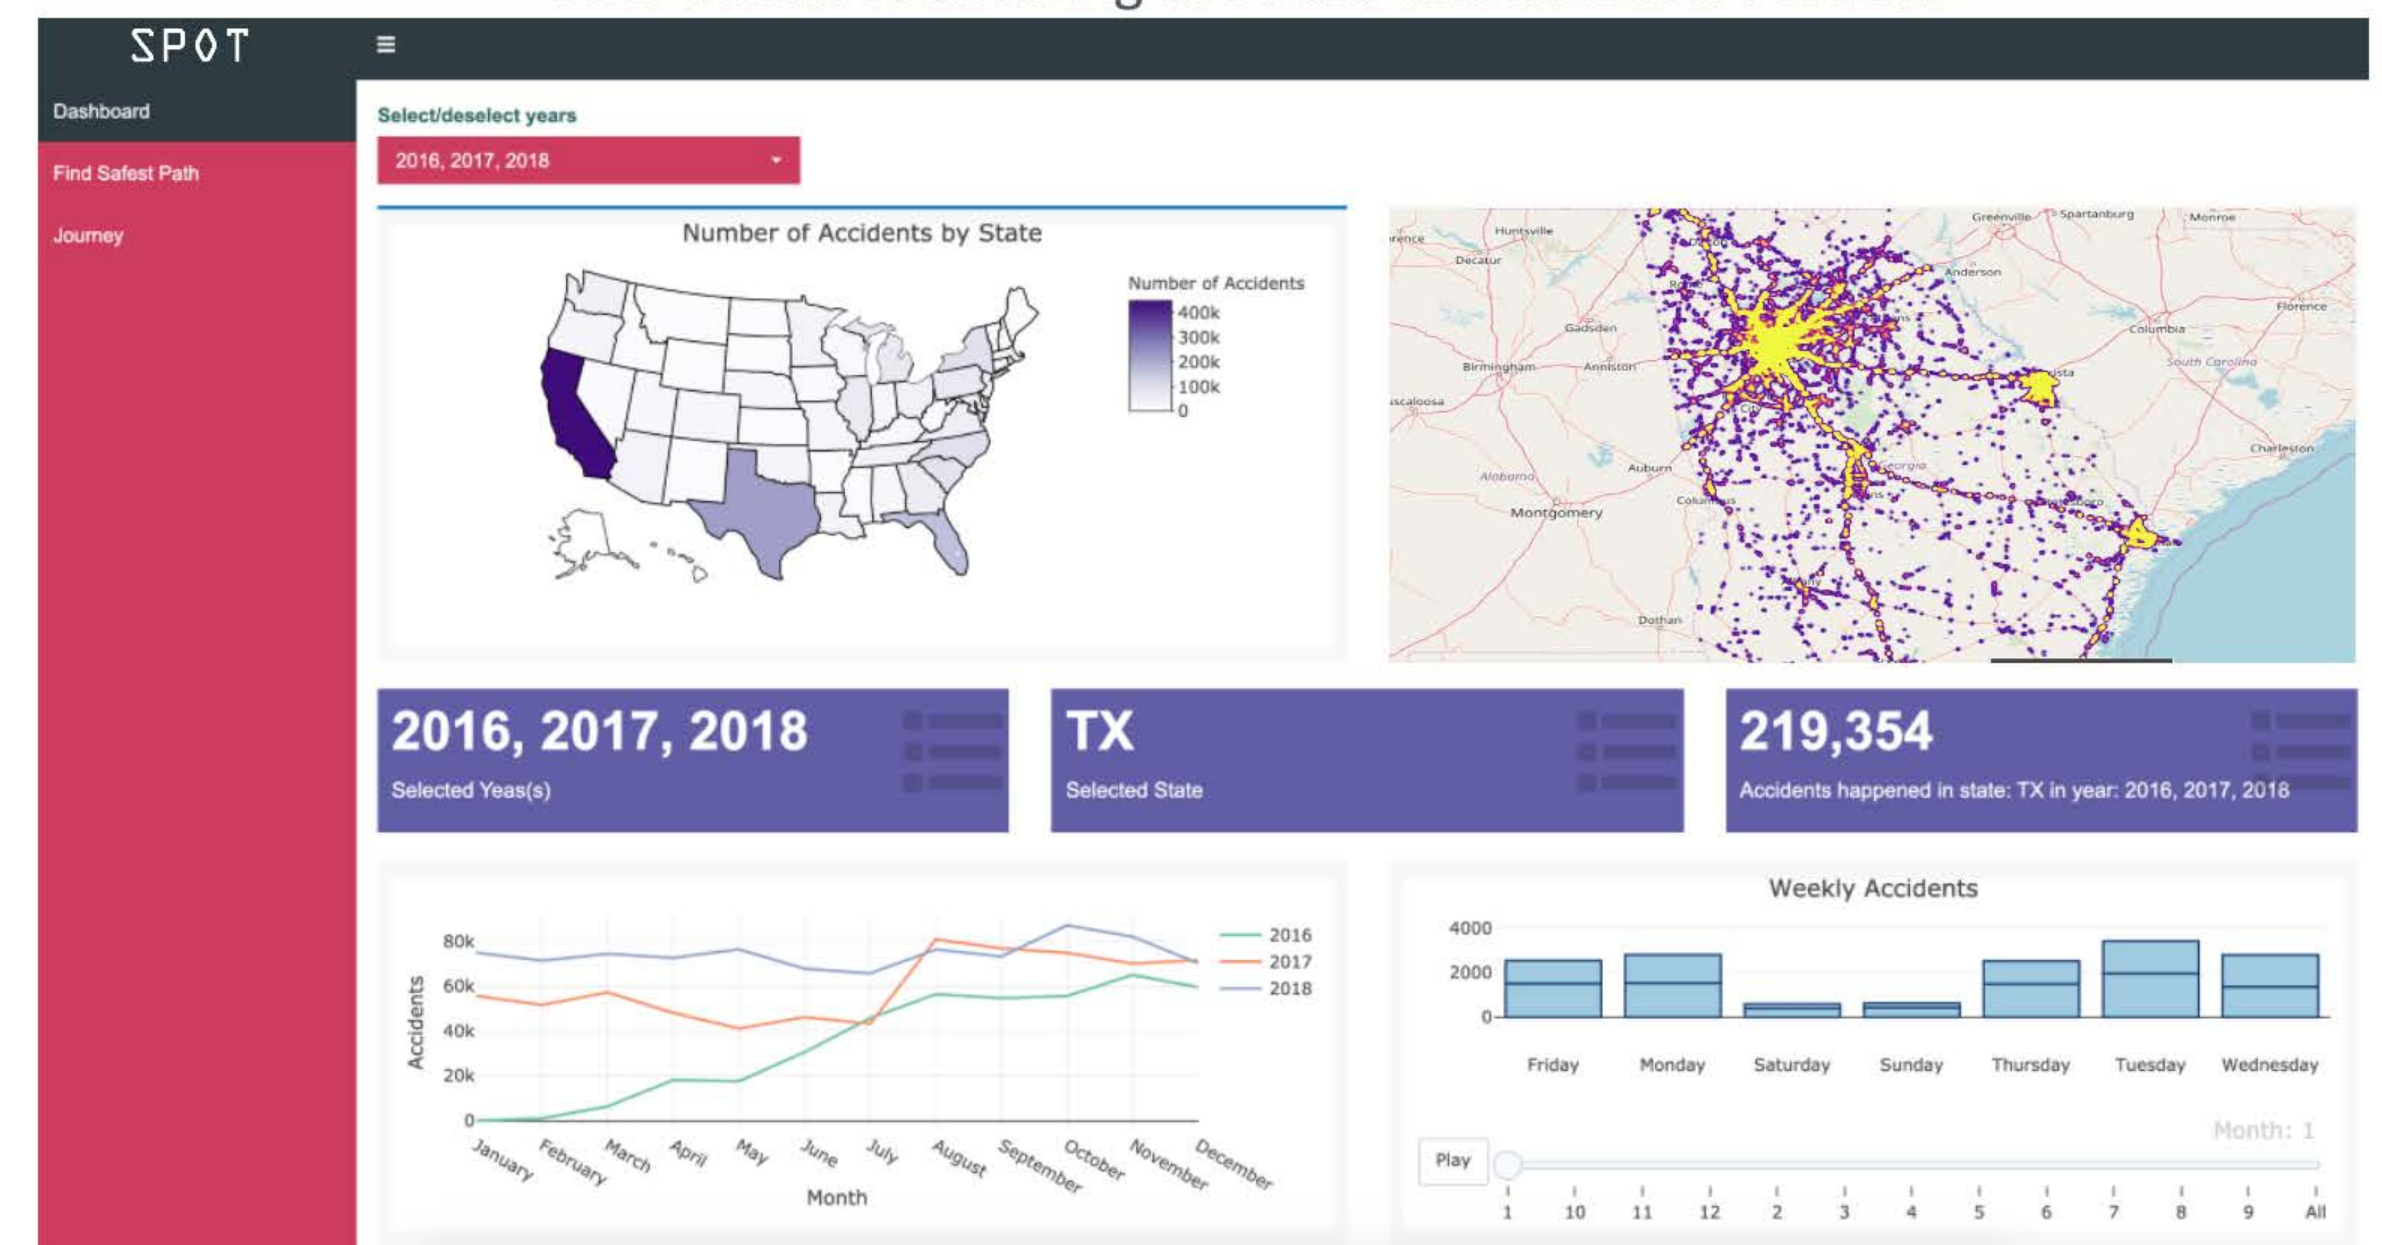 SPOT
Dashboard
Find Safest Path
Journey
Select/deselect years
2016, 2017, 2018
Number of Accidents by State
Number of Accidents
400k
300k
200k
100k
0
Huntsville
Decatur
Greenville
Spartanburg
Monroe
Anderson
Florence
Gadsden
Columbia
Birmingham
Anniston
South Carolina
Charleston
Auburn
Georgia
Alabama
Montgomery
Dothan
2016, 2017, 2018
Selected Yeas(s)
TX
Selected State
219,354
Accidents happened in state: TX in year: 2016, 2017, 2018
Accidents
80k
60k
40k
20k
0
January
February
March
April
May
June
July
August
September
October
November
December
Month
2016
2017
2018
Weekly Accidents
4000
2000
0
Friday
Monday
Saturday
Sunday
Thursday
Tuesday
Wednesday
Month: 1
Play
1
10
11
12
2
3
4
5
6
7
8
9
All